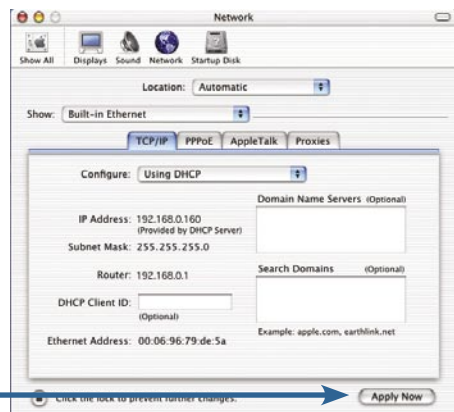 Network
Show All Displays Sound Network Startup Disk
Location: Automatic
Show: Built-in Ethernet
TCP/IP PPPoE AppleTalk Proxies
Configure: Using DHCP
Domain Name Servers (Optional)
IP Address: 192.168.0.160
(Provided by DHCP Server)
Subnet Mask: 255.255.255.0
Router: 192.168.0.1
Search Domains (Optional)
DHCP Client ID:
(Optional)
Example: apple.com, earthlink.net
Ethernet Address: 00:06:96:79:de:5a
Click the lock to prevent further changes.
Apply Now